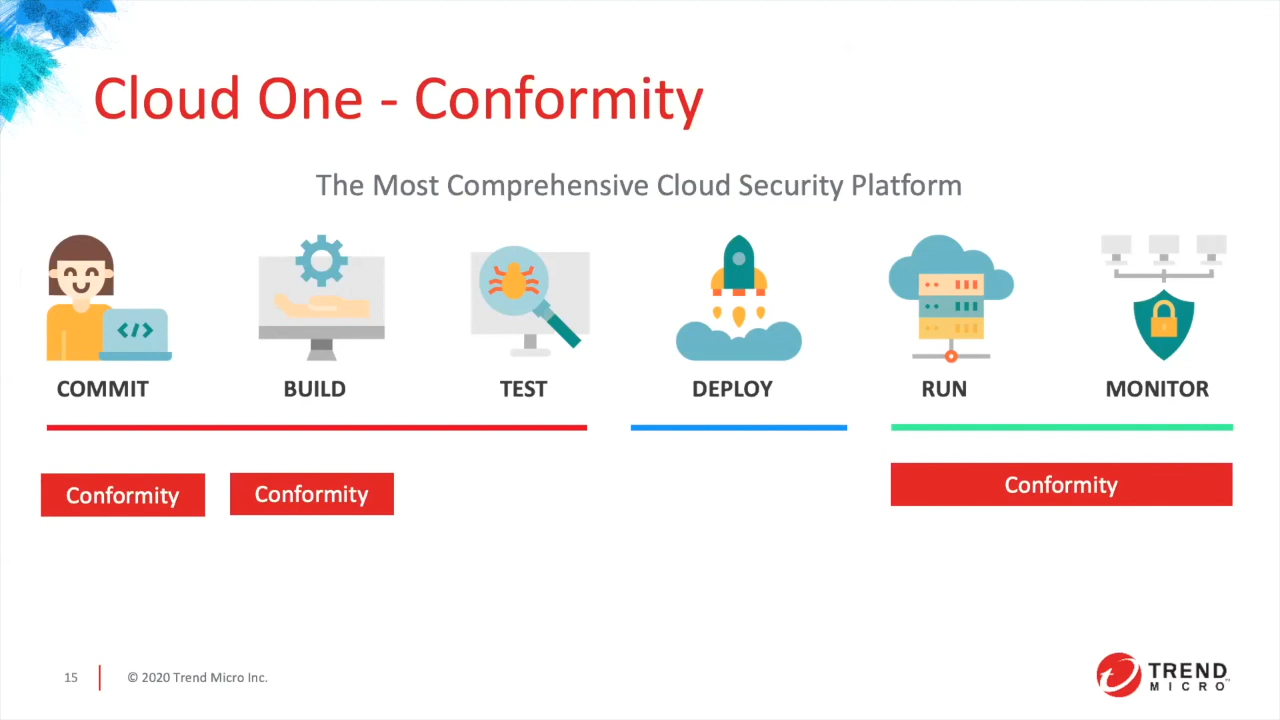 Cloud One - Conformity
The Most Comprehensive Cloud Security Platform
</>
COMMIT
BUILD
TEST
DEPLOY
RUN
MONITOR
Conformity
Conformity
Conformity
15
© 2020 Trend Micro Inc.
TREND
MICRO™